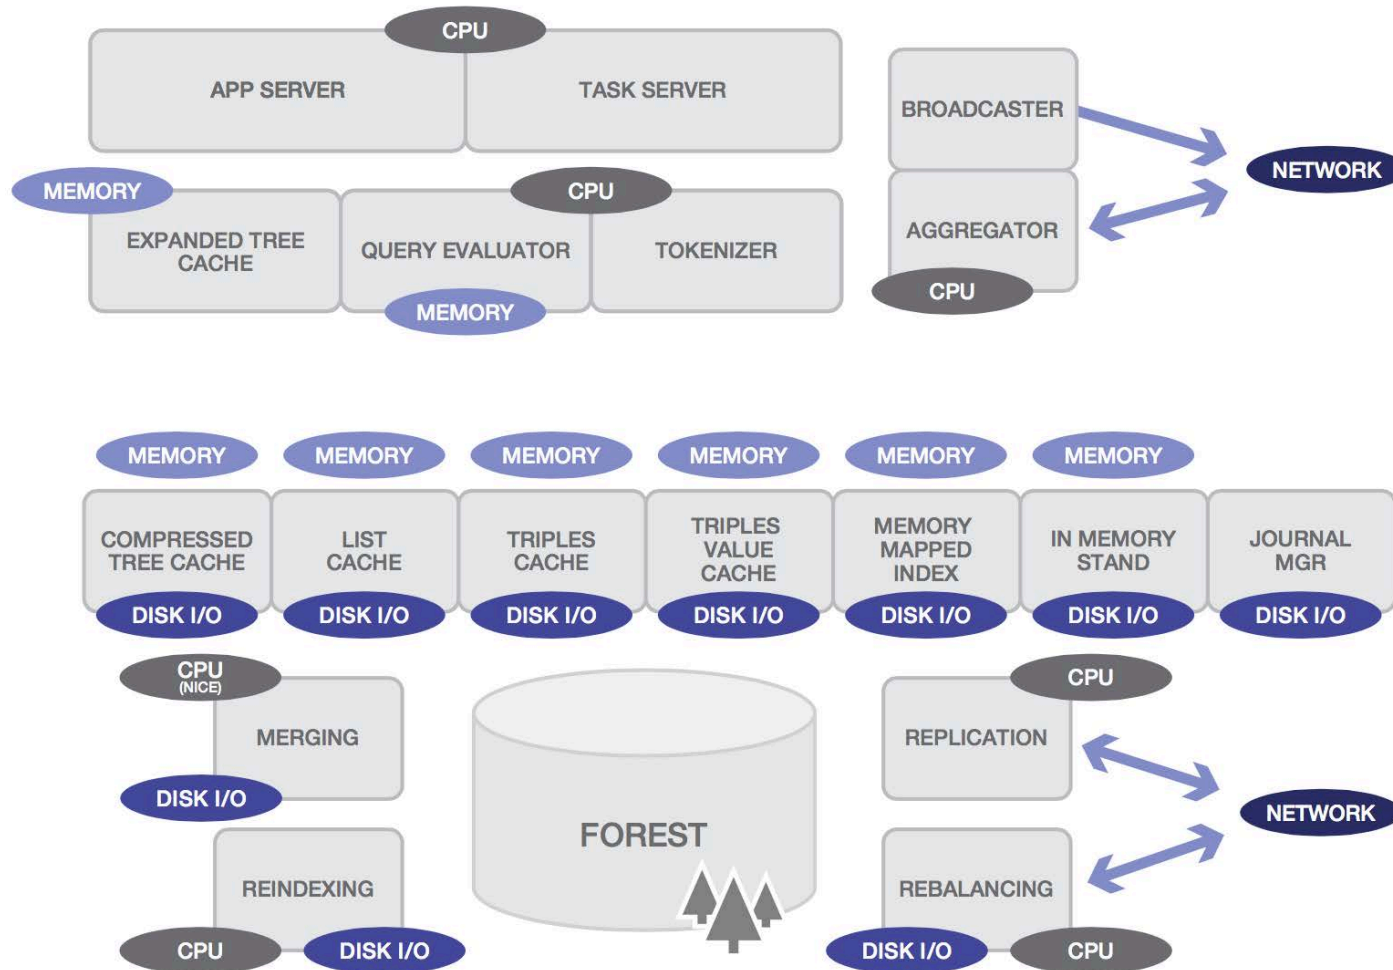 CPU
APP SERVER
TASK SERVER
BROADCASTER
NETWORK
MEMORY
CPU
EXPANDED TREE
CACHE
QUERY EVALUATOR
TOKENIZER
AGGREGATOR
MEMORY
CPU
MEMORY
MEMORY
MEMORY
MEMORY
MEMORY
MEMORY
COMPRESSED
TREE CACHE
LIST
CACHE
TRIPLES
CACHE
TRIPLES
VALUE
CACHE
MEMORY
MAPPED
INDEX
IN MEMORY
STAND
JOURNAL
MGR
DISK I/O
DISK I/O
DISK I/O
DISK I/O
DISK I/O
DISK I/O
DISK I/O
CPU
(NICE)
MERGING
DISK I/O
REINDEXING
CPU
DISK I/O
FOREST
CPU
REPLICATION
NETWORK
REBALANCING
DISK I/O
CPU